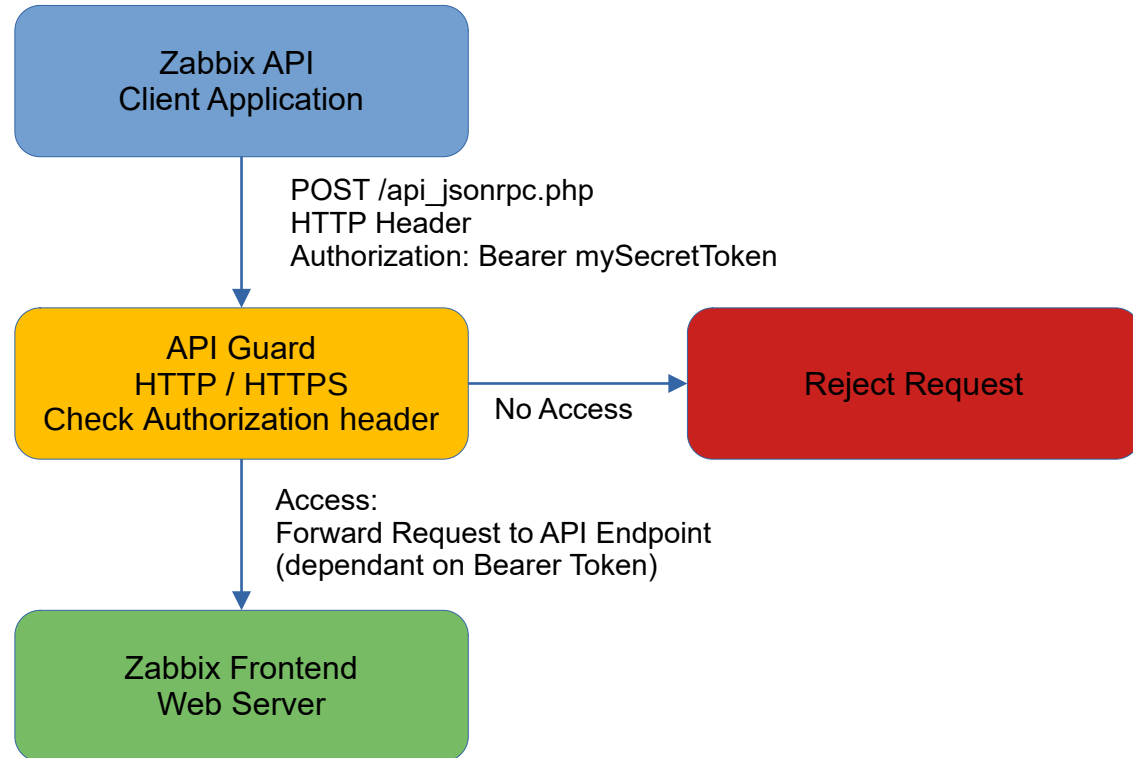 Zabbix API
Client Application
POST /api_jsonrpc.php
HTTP Header
Authorization: Bearer mySecretToken
API Guard
HTTP / HTTPS
Check Authorization header
No Access
Reject Request
Access:
Forward Request to API Endpoint
(dependant on Bearer Token)
Zabbix Frontend
Web Server